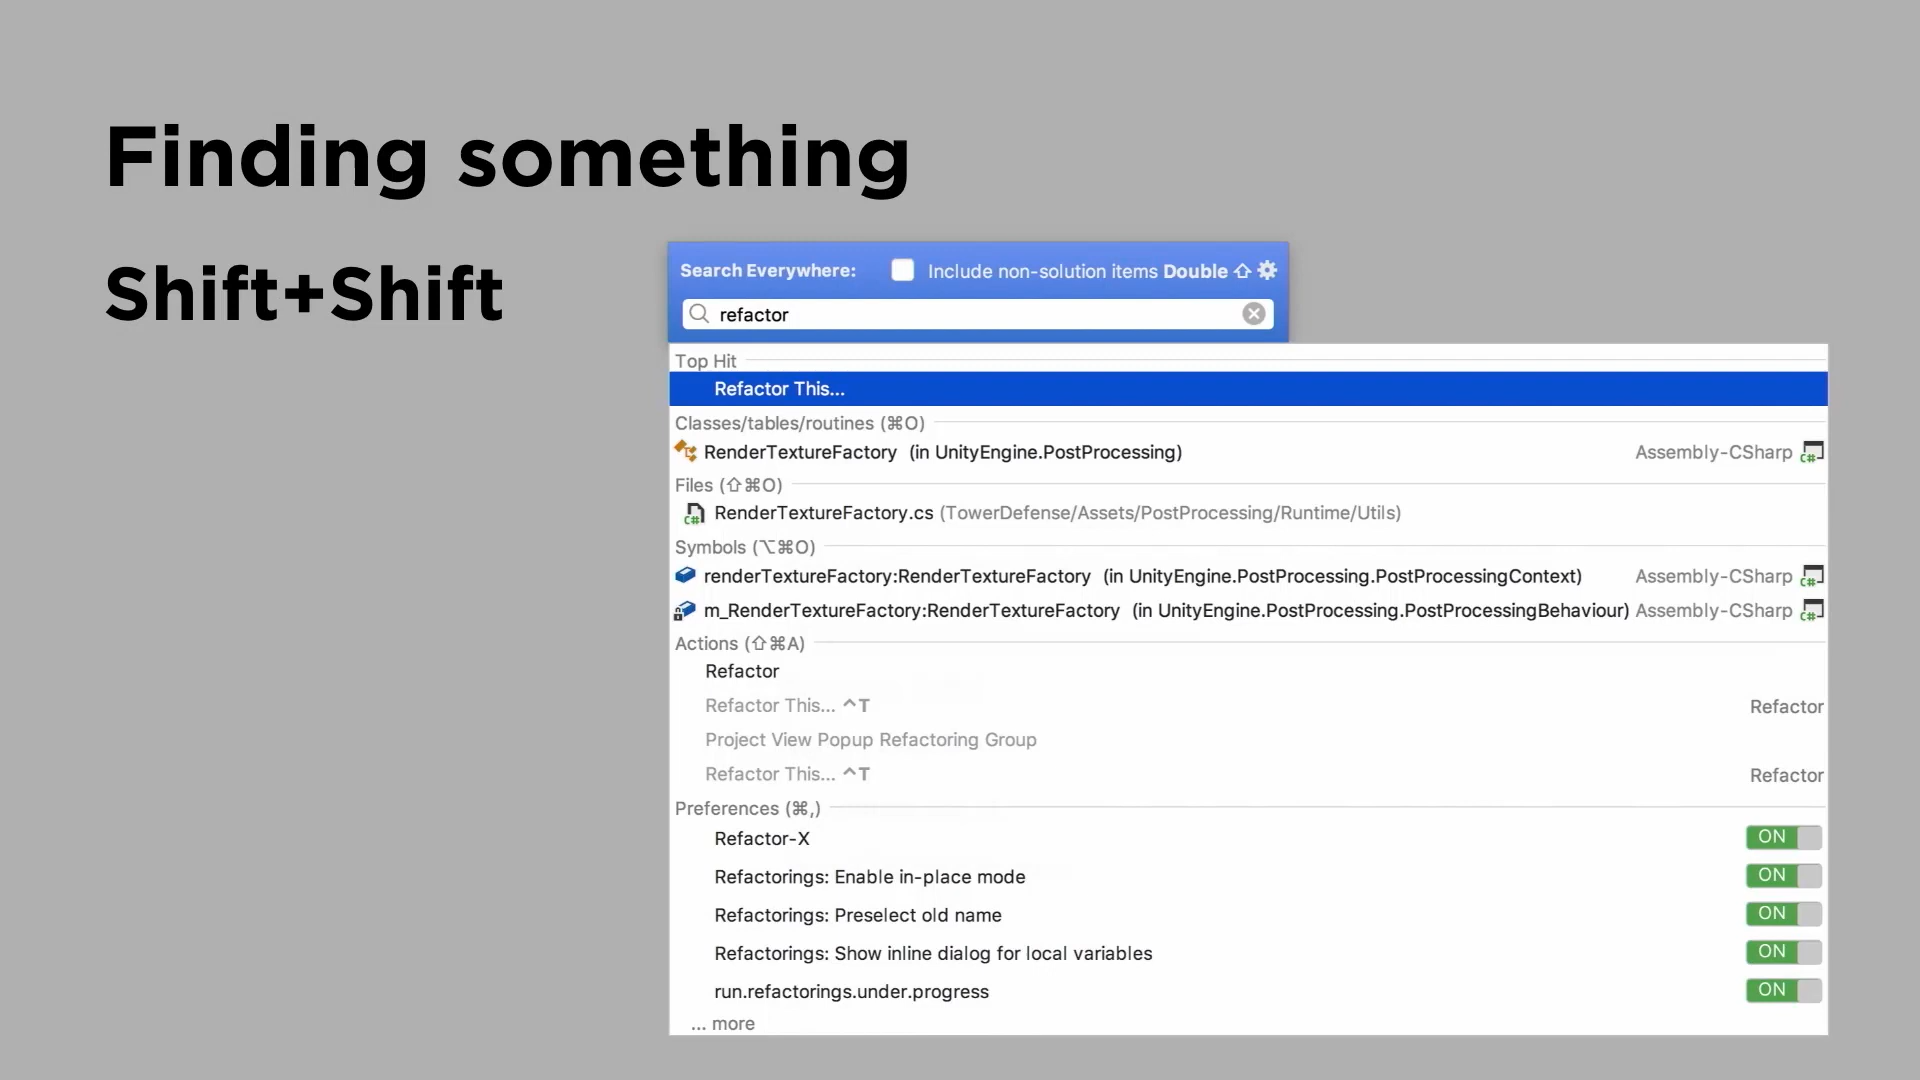 Finding something
Shift+Shift
Search Everywhere: Include non-solution items Double ⇧
refactor
Top Hit
Refactor This...
Classes/tables/routines (⌘O)
RenderTextureFactory (in UnityEngine.PostProcessing) Assembly-CSharp C#
Files (⇧⌘O)
C# RenderTextureFactory.cs (TowerDefense/Assets/PostProcessing/Runtime/Utils)
Symbols (⌥⌘O)
renderTextureFactory:RenderTextureFactory (in UnityEngine.PostProcessing.PostProcessingContext) Assembly-CSharp C#
m_RenderTextureFactory:RenderTextureFactory (in UnityEngine.PostProcessing.PostProcessingBehaviour) Assembly-CSharp C#
Actions (⇧⌘A)
Refactor
Refactor This... ^T Refactor
Project View Popup Refactoring Group
Refactor This... ^T Refactor
Preferences (⌘,)
Refactor-X ON
Refactorings: Enable in-place mode ON
Refactorings: Preselect old name ON
Refactorings: Show inline dialog for local variables ON
run.refactorings.under.progress ON
... more